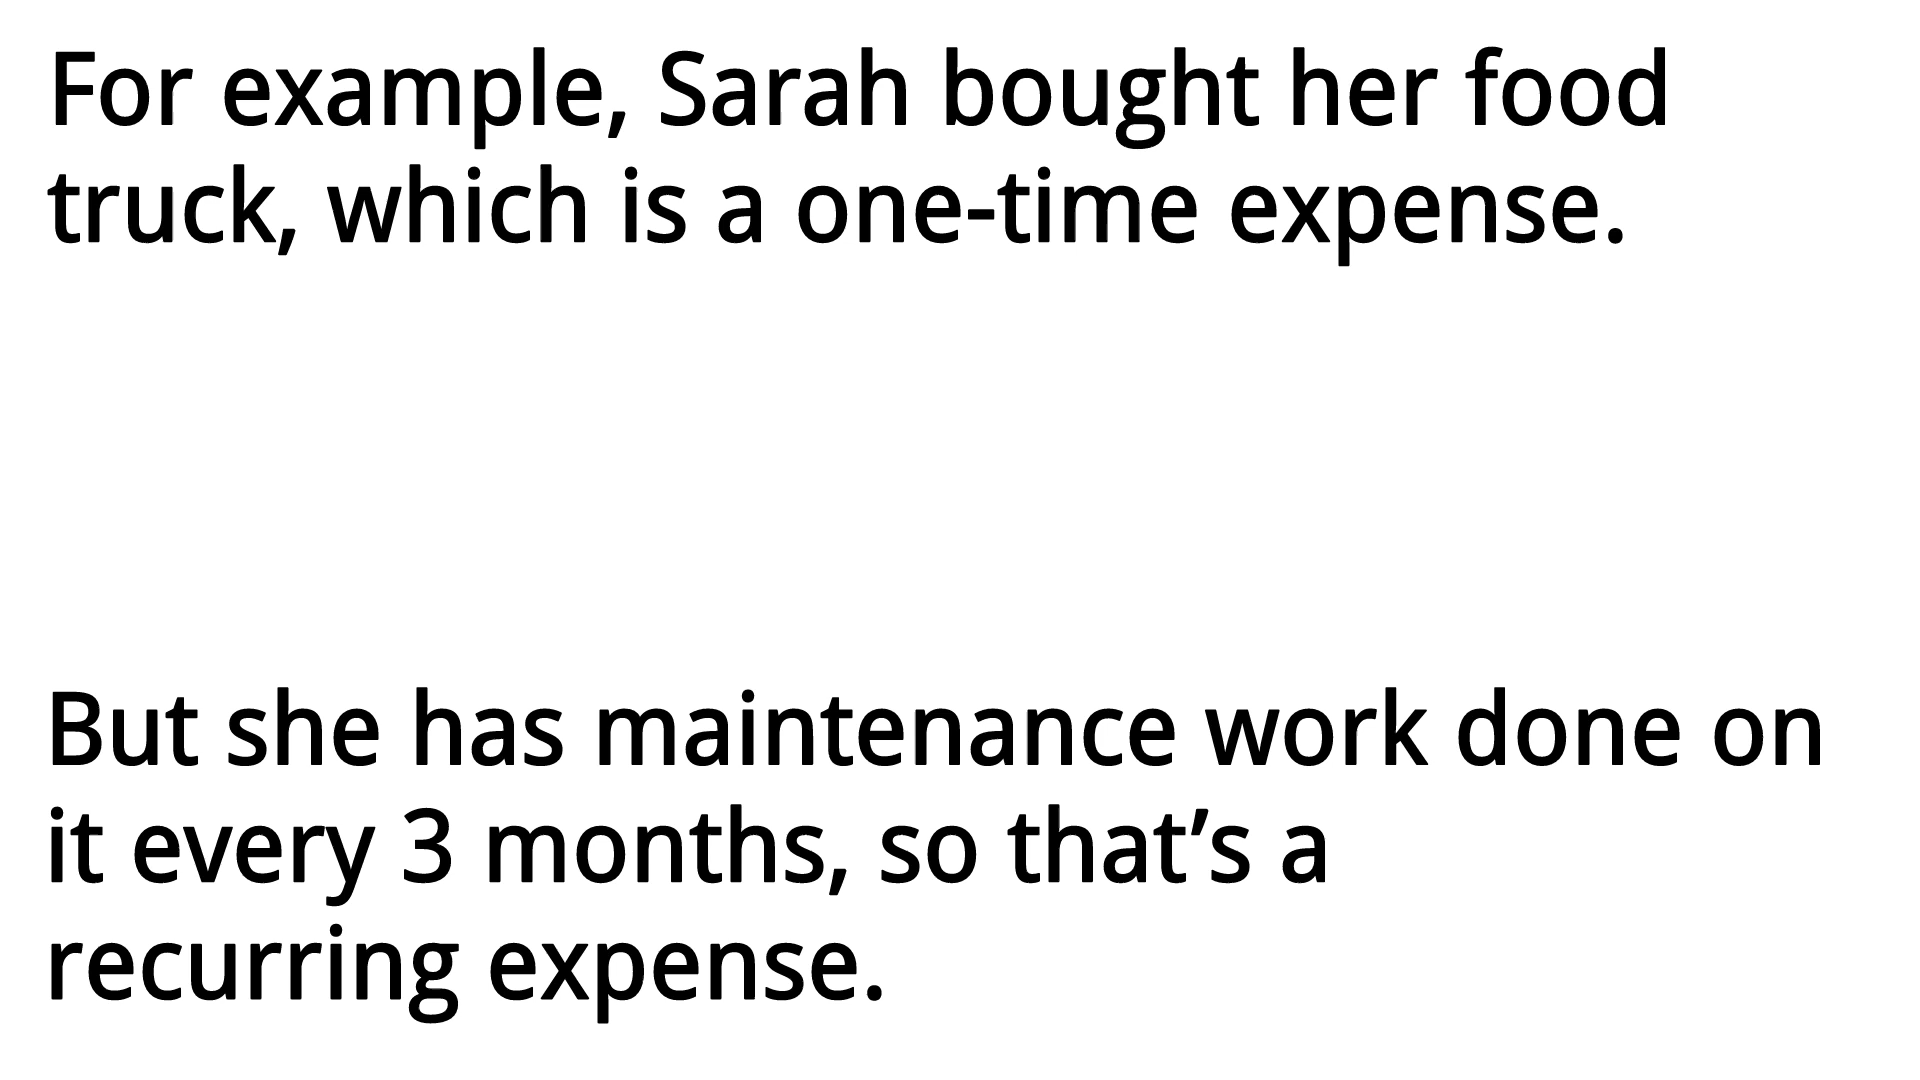 For example, Sarah bought her food
truck, which is a one-time expense.
But she has maintenance work done on
it every 3 months, so that’s a
recurring expense.